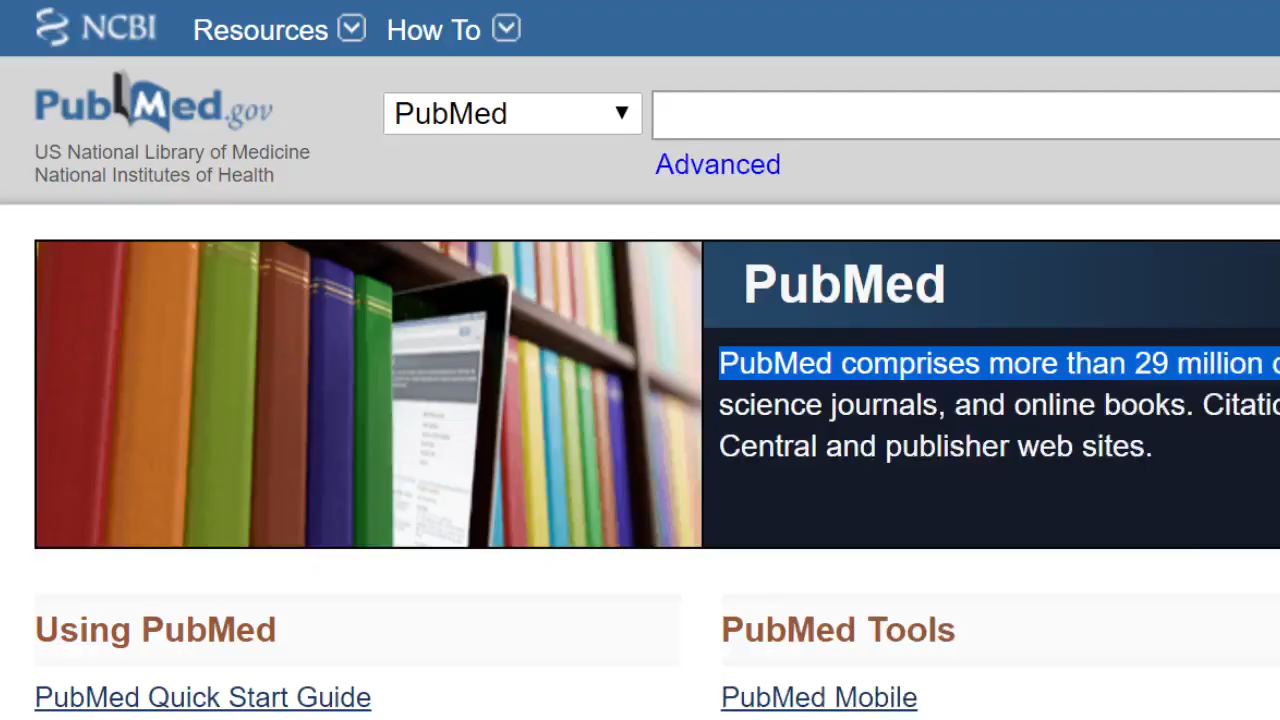 NCBI Resources How To
PubMed.gov
US National Library of Medicine
National Institutes of Health
PubMed
Advanced
PubMed
PubMed comprises more than 29 million
science journals, and online books.
Central and publisher web sites.
Using PubMed
PubMed Tools
PubMed Quick Start Guide
PubMed Mobile